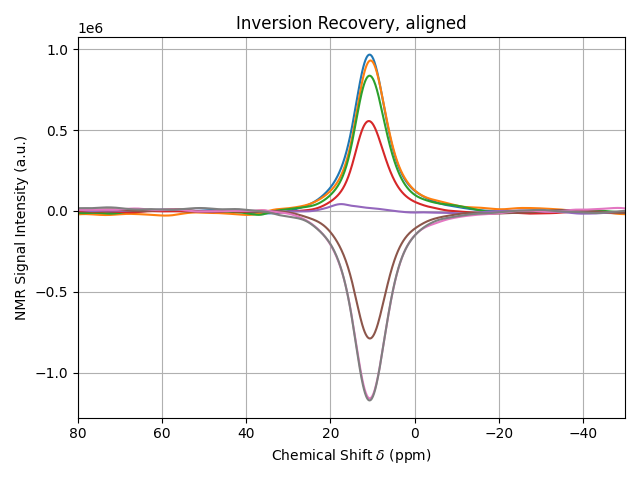 Inversion Recovery, aligned
1e6
1.0
0.5
0.0
−0.5
−1.0
NMR Signal Intensity (a.u.)
80 60 40 20 0 −20 −40
Chemical Shift δ (ppm)